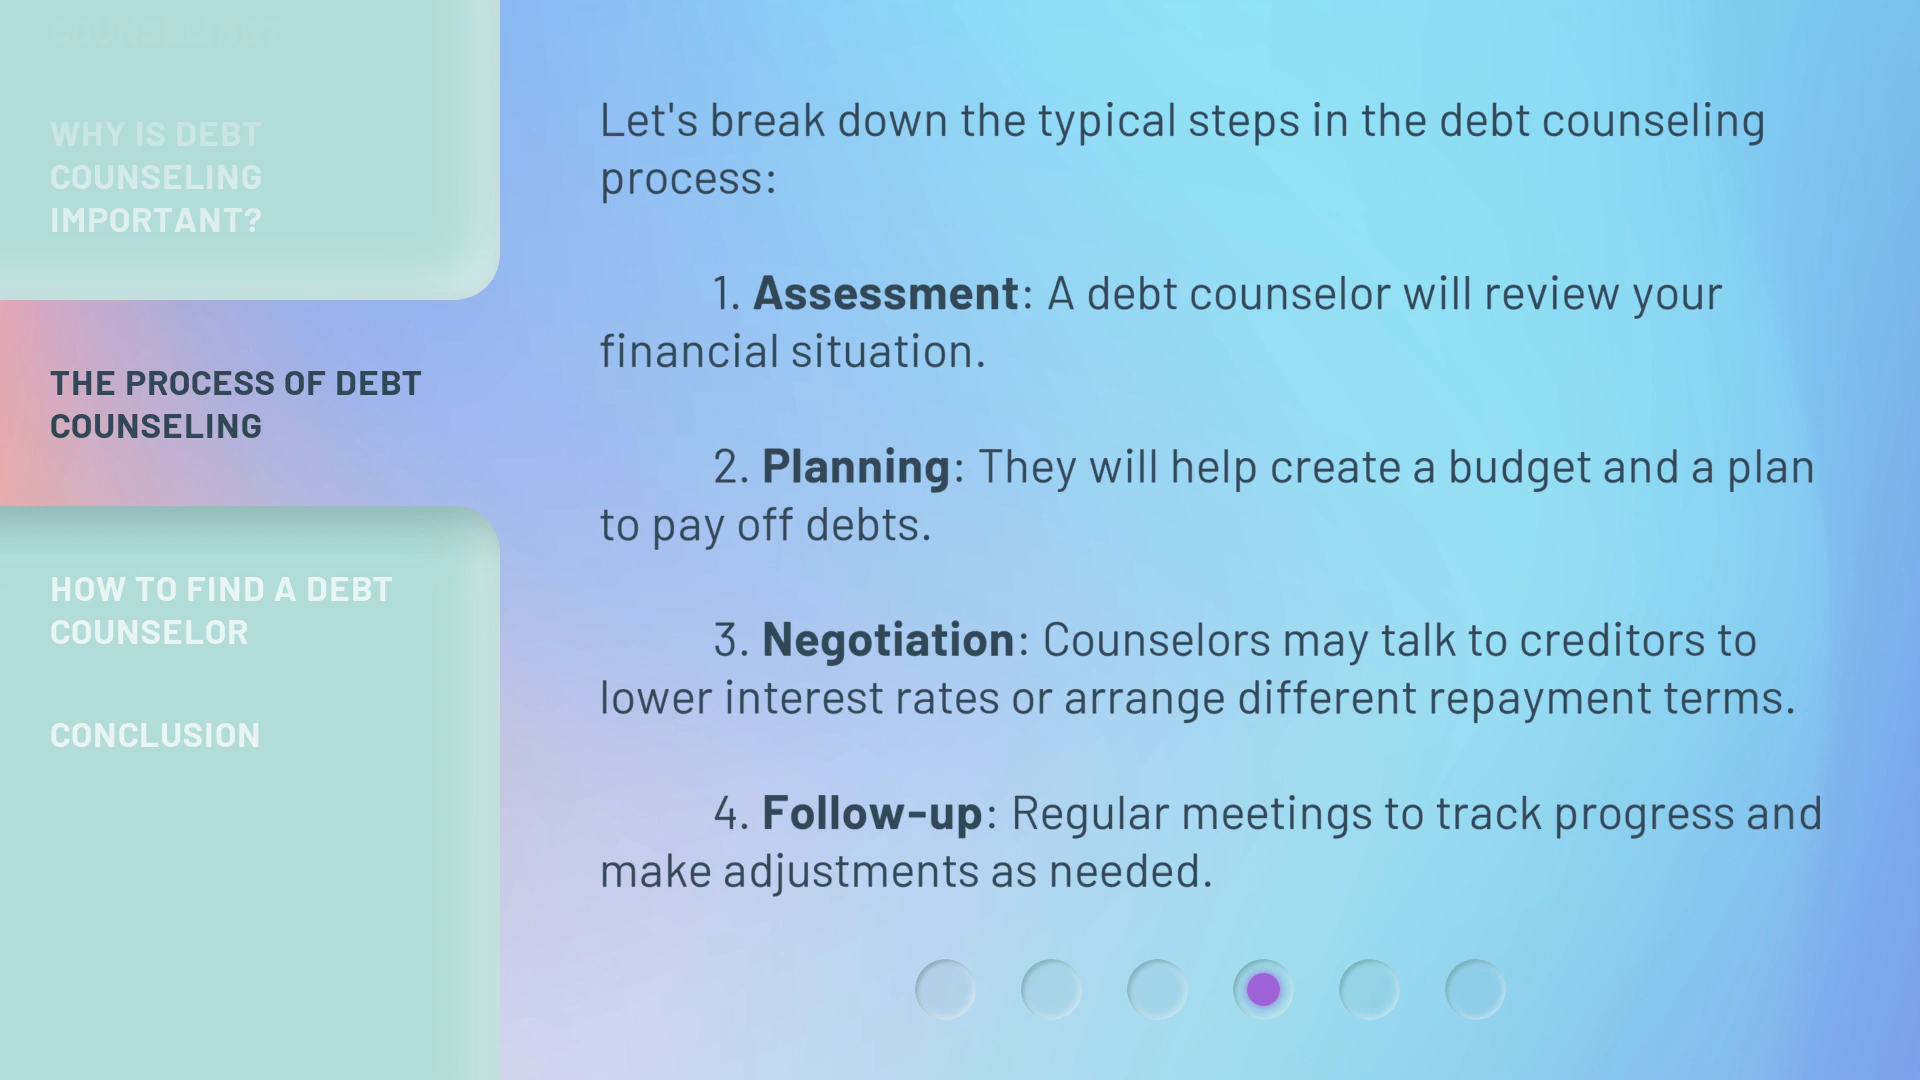 COUNSELING?
WHY IS DEBT
COUNSELING
IMPORTANT?
THE PROCESS OF DEBT
COUNSELING
HOW TO FIND A DEBT
COUNSELOR
CONCLUSION
Let's break down the typical steps in the debt counseling
process:
1. Assessment: A debt counselor will review your
financial situation.
2. Planning: They will help create a budget and a plan
to pay off debts.
3. Negotiation: Counselors may talk to creditors to
lower interest rates or arrange different repayment terms.
4. Follow-up: Regular meetings to track progress and
make adjustments as needed.